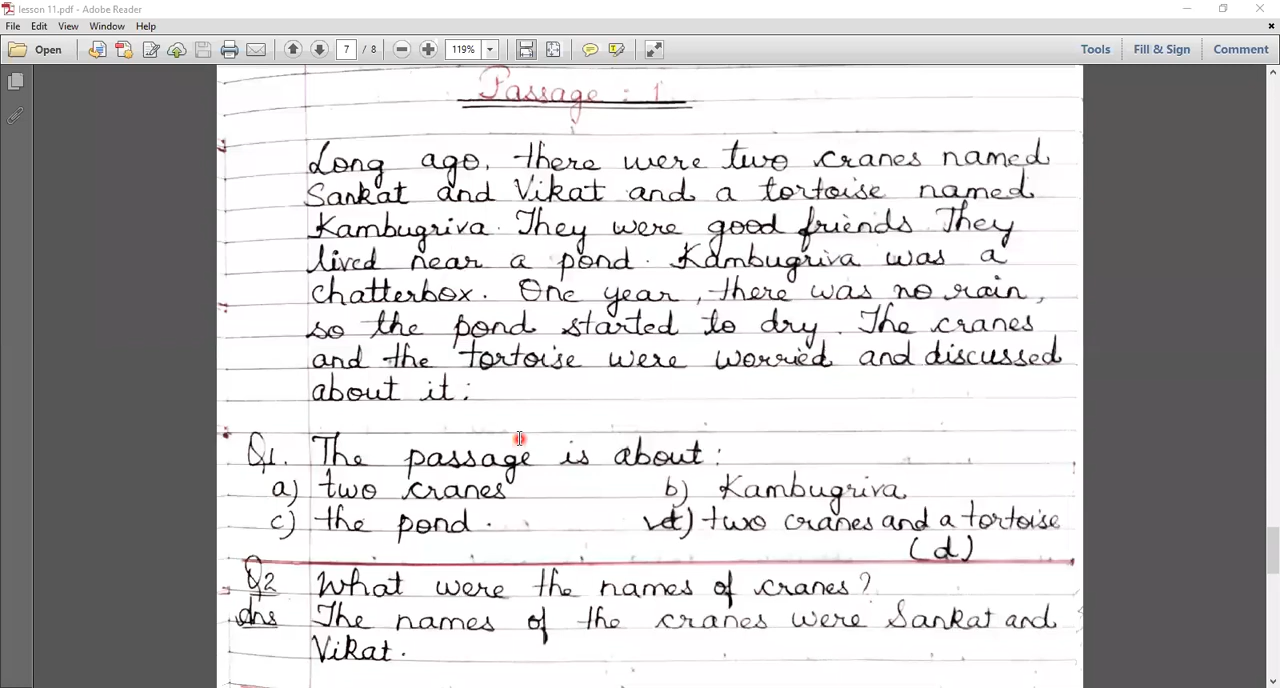 lesson 11.pdf - Adobe Reader
File Edit View Window Help
Open 7 / 8 119% Tools Fill & Sign Comment
Passage : 1
Long ago, there were two cranes named
Sankat and Vikat and a tortoise named
Kambugriva. They were good friends They
lived near a pond. Kambugriva was a
chatterbox. One year, there was no rain,
so the pond started to dry. The cranes
and the tortoise were worried and discussed
about it:
Q1. The passage is about:
a) two cranes b) Kambugriva
c) the pond. d) two cranes and a tortoise
(d)
Q2 What were the names of cranes?
Ans The names of the cranes were Sankat and
Vikat.